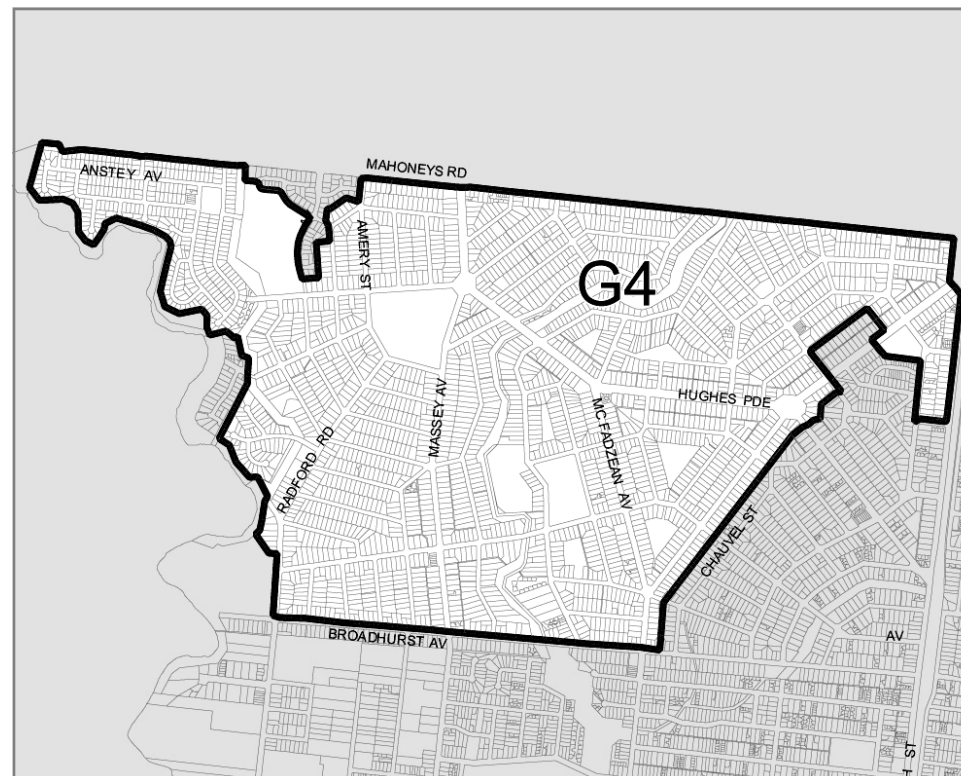 MAHONEYS RD
ANSTEY AV
AMERY ST
G4
HUGHES PDE
MASSEY AV
MC.FADZEAN AV
RADFORD RD
CHAUVEL ST
BROADHURST AV
AV
H ST